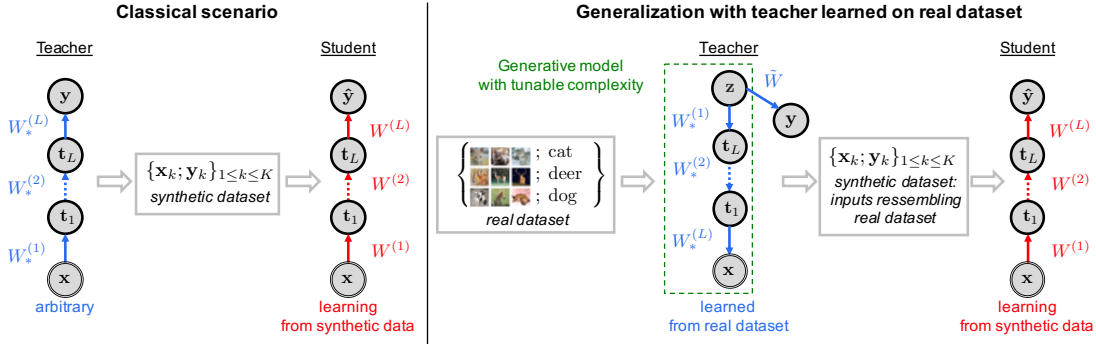 Classical scenario
Teacher
Student
y
W_*^{(L)}
t_L
W_*^{(2)}
t_1
W_*^{(1)}
x
arbitrary
{x_k; y_k}_{1≤k≤K}
synthetic dataset
ŷ
W^{(L)}
t_L
W^{(2)}
t_1
W^{(1)}
x
learning
from synthetic data
Generalization with teacher learned on real dataset
Teacher
Student
Generative model
with tunable complexity
; cat
; deer
; dog
real dataset
z
W̃
y
W_*^{(1)}
t_L
W_*^{(2)}
t_1
W_*^{(L)}
x
learned
from real dataset
{x_k; y_k}_{1≤k≤K}
synthetic dataset:
inputs ressembling
real dataset
ŷ
W^{(L)}
t_L
W^{(2)}
t_1
W^{(1)}
x
learning
from synthetic data